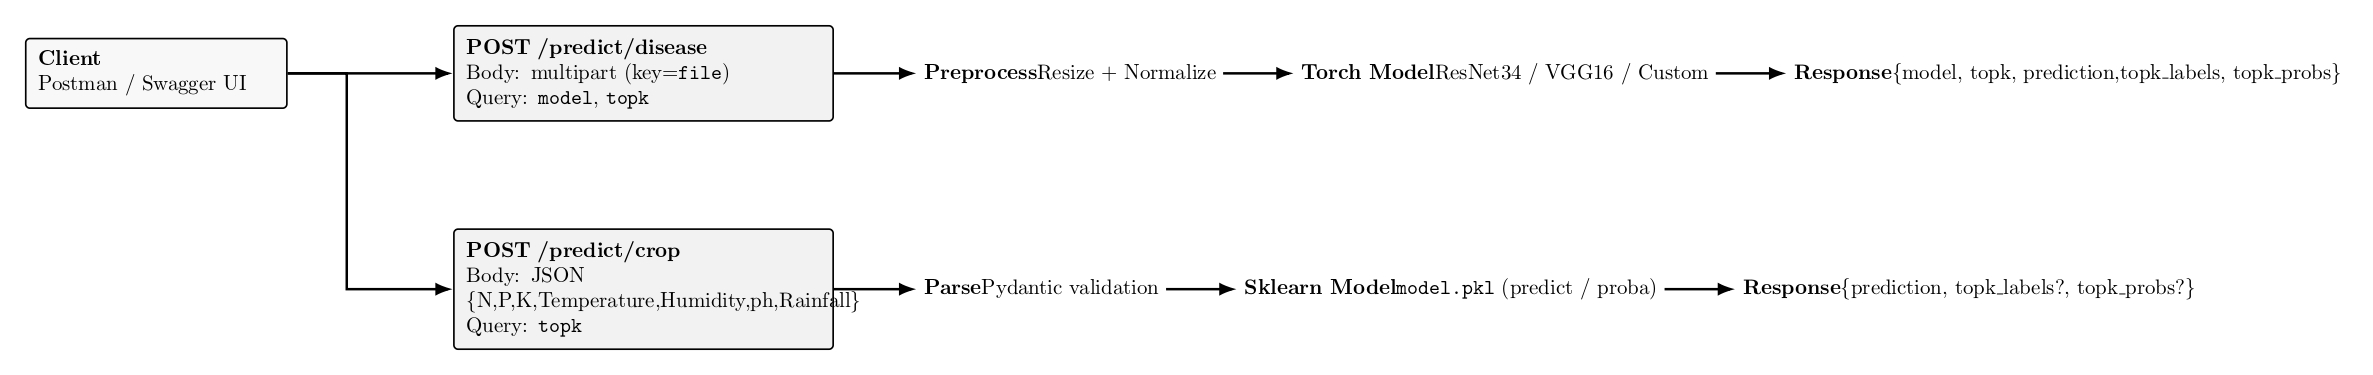 Client
Postman / Swagger UI
POST /predict/disease
Body: multipart (key=file)
Query: model, topk
PreprocessResize + Normalize
Torch ModelResNet34 / VGG16 / Custom
Response{model, topk, prediction,topk_labels, topk_probs}
POST /predict/crop
Body: JSON
{N,P,K,Temperature,Humidity,ph,Rainfall}
Query: topk
ParsePydantic validation
Sklearn Modelmodel.pkl (predict / proba)
Response{prediction, topk_labels?, topk_probs?}